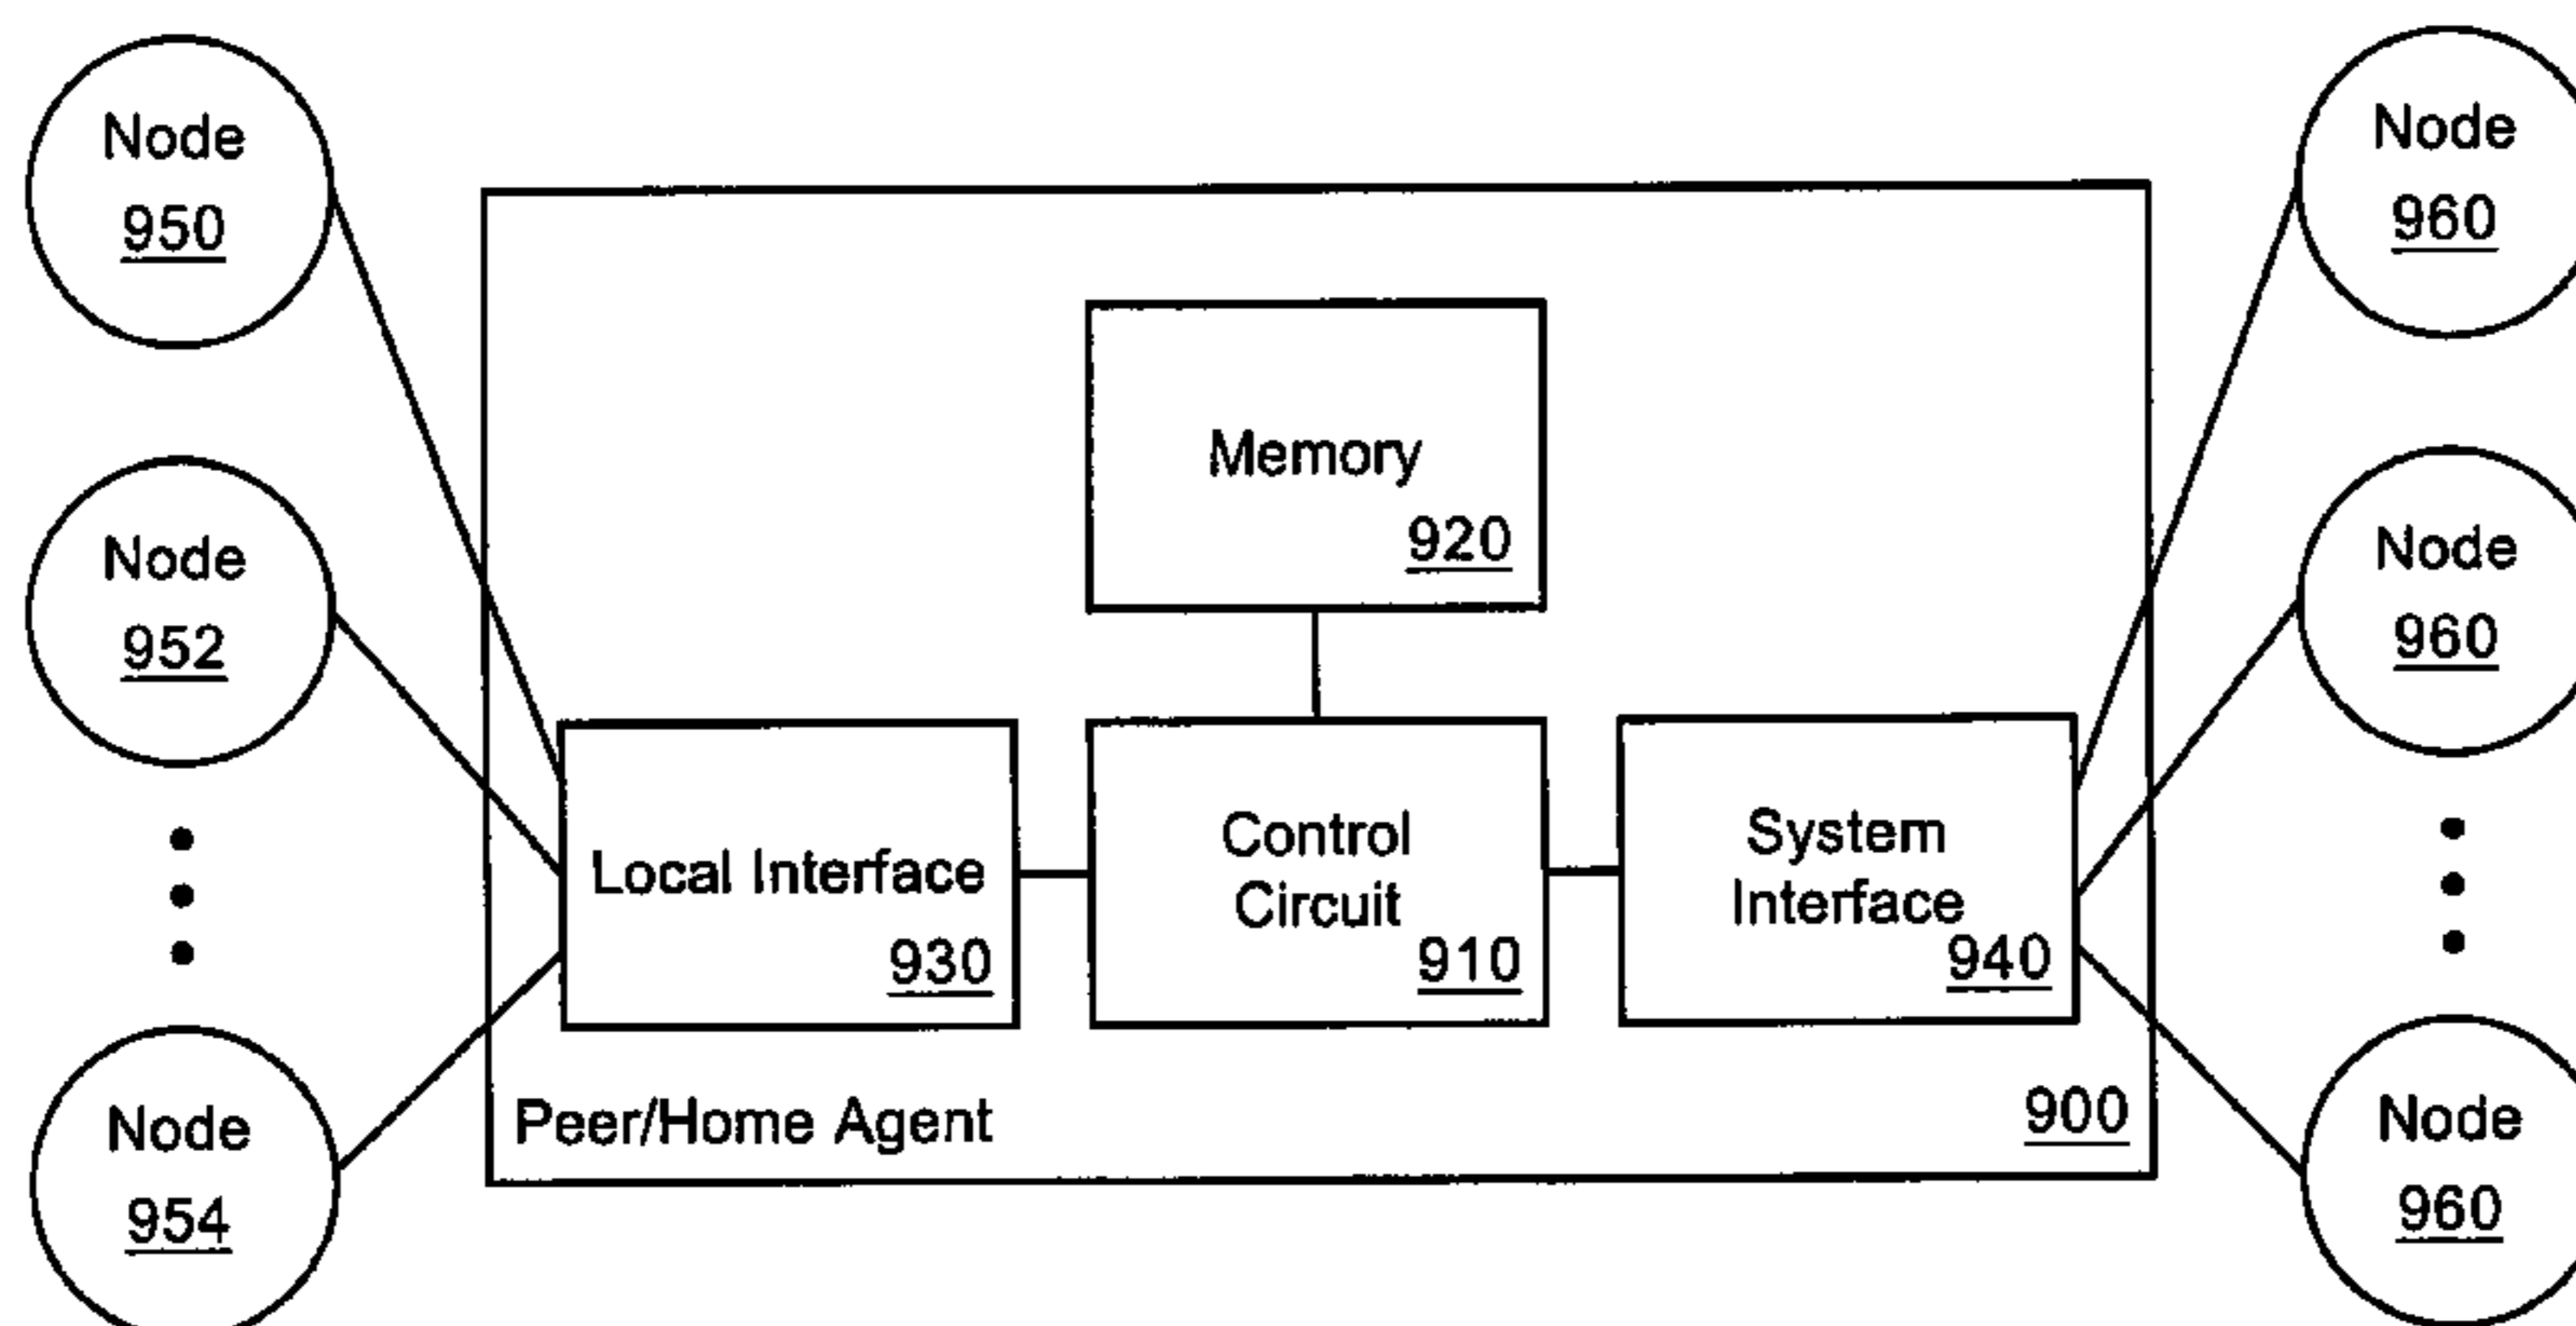 Node
950
Node
952
Node
954
Memory
920
Local Interface
930
Control
Circuit
910
System
Interface
940
Peer/Home Agent
900
Node
960
Node
960
Node
960